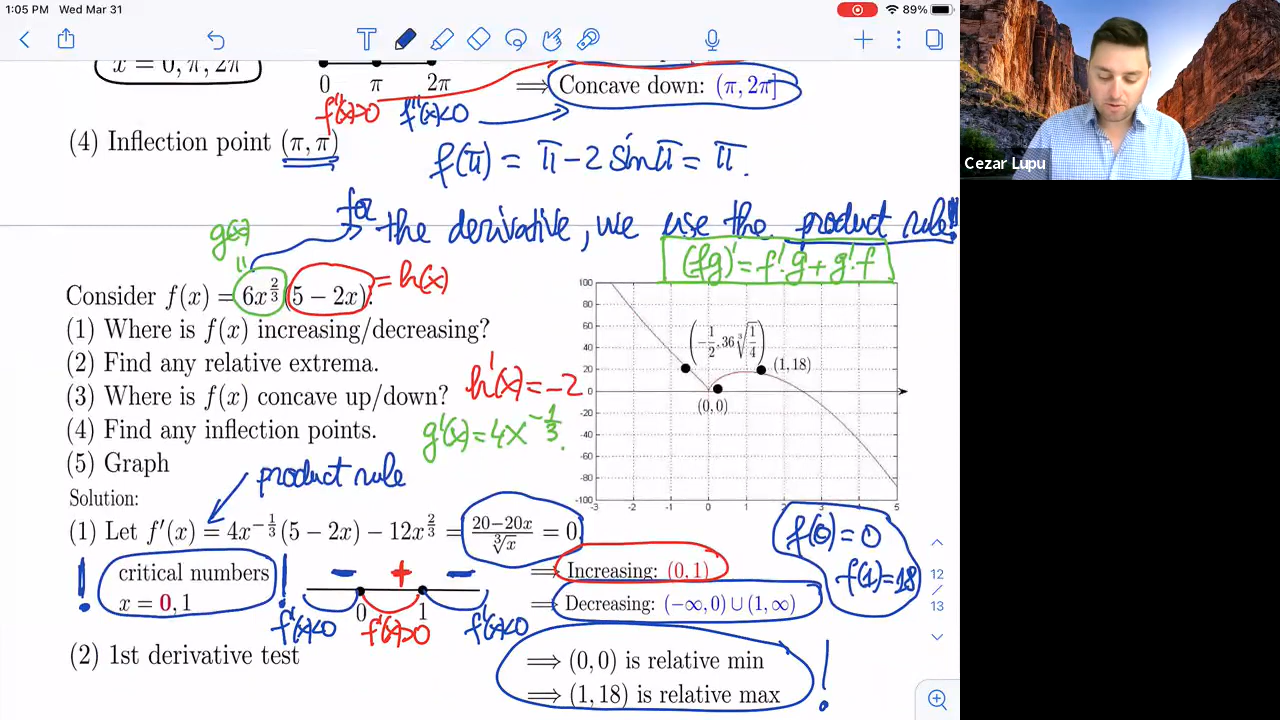 1:05 PM Wed Mar 31
89%
Cezar Lupu
x = 0, π, 2π
0 π 2π
f''(x)>0 f''(x)<0
⟹ Concave down: (π, 2π]
(4) Inflection point (π, π)
f(π) = π - 2 sin π = π.
for the derivative, we use the product rule!!
(fg)' = f'·g + g'·f
g(x)
"
Consider f(x) = 6x^{2/3}(5 − 2x). = h(x)
(1) Where is f(x) increasing/decreasing?
(2) Find any relative extrema.
(3) Where is f(x) concave up/down?
(4) Find any inflection points.
(5) Graph
h'(x) = -2
g'(x) = 4x^{-1/3}.
100
80
60
40
20
0
-20
-40
-60
-80
-100
-3 -2 -1 0 1 2 3 4 5
(−1/2, 36∛(1/4))
(1, 18)
(0, 0)
product rule
Solution:
(1) Let f'(x) = 4x^{−1/3}(5 − 2x) − 12x^{2/3} = (20−20x)/∛x = 0
f(0) = 0
f(1) = 18
! critical numbers !
x = 0, 1
− + −
0 1
f'(x)<0 f'(x)>0 f'(x)<0
⟹ Increasing: (0, 1)
⟹ Decreasing: (−∞, 0) ∪ (1, ∞)
12
/
13
(2) 1st derivative test
⟹ (0, 0) is relative min
⟹ (1, 18) is relative max !